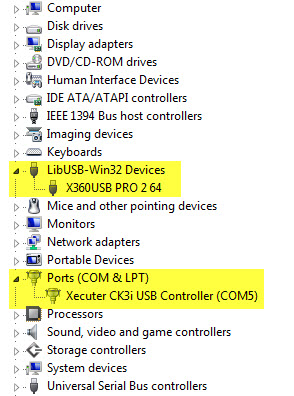 Computer
Disk drives
Display adapters
DVD/CD-ROM drives
Human Interface Devices
IDE ATA/ATAPI controllers
IEEE 1394 Bus host controllers
Imaging devices
Keyboards
LibUSB-Win32 Devices
X360USB PRO 2 64
Mice and other pointing devices
Monitors
Network adapters
Portable Devices
Ports (COM & LPT)
Xecuter CK3i USB Controller (COM5)
Processors
Sound, video and game controllers
Storage controllers
System devices
Universal Serial Bus controllers